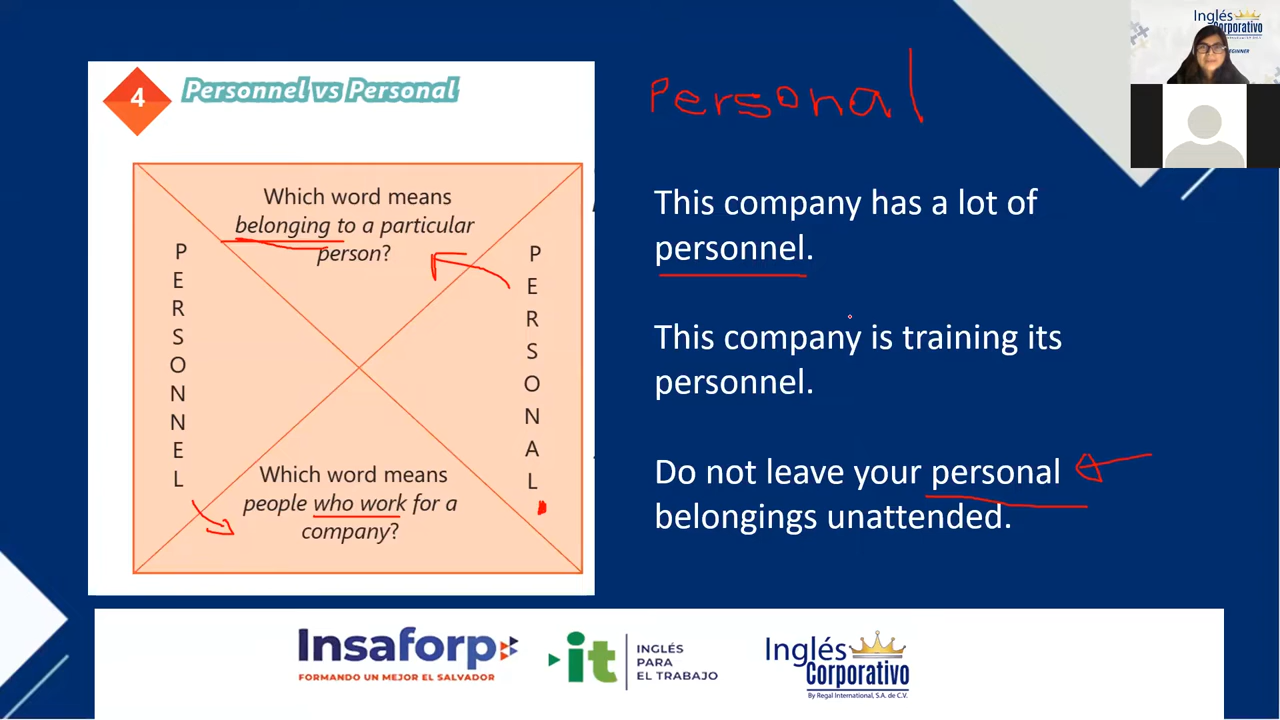 4
Personnel vs Personal
Which word means
belonging to a particular
person?
PERSONNEL
PERSONAL
Which word means
people who work for a
company?
Personal
This company has a lot of
personnel.
This company is training its
personnel.
Do not leave your personal
belongings unattended.
Inglés
Corporativo
Insaforp
FORMANDO UN MEJOR EL SALVADOR
it
INGLÉS
PARA
EL TRABAJO
Inglés
Corporativo
By Regal International, S.A. de C.V.